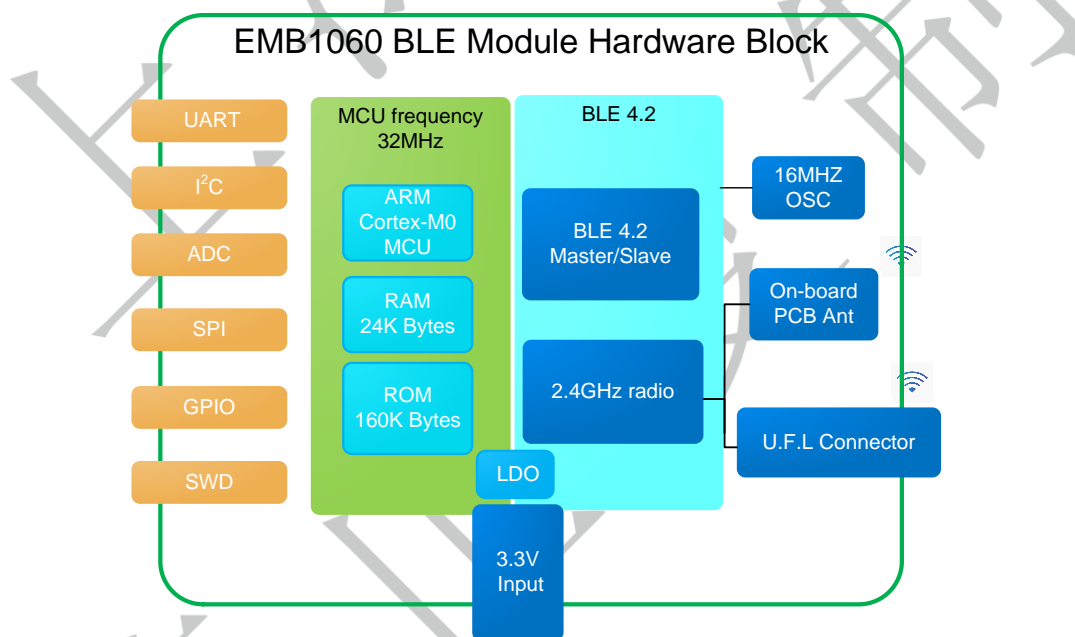 EMB1060 BLE Module Hardware Block
UART
I²C
ADC
SPI
GPIO
SWD
MCU frequency
32MHz
ARM
Cortex-M0
MCU
RAM
24K Bytes
ROM
160K Bytes
BLE 4.2
BLE 4.2
Master/Slave
2.4GHz radio
LDO
3.3V
Input
16MHZ
OSC
On-board
PCB Ant
U.F.L Connector